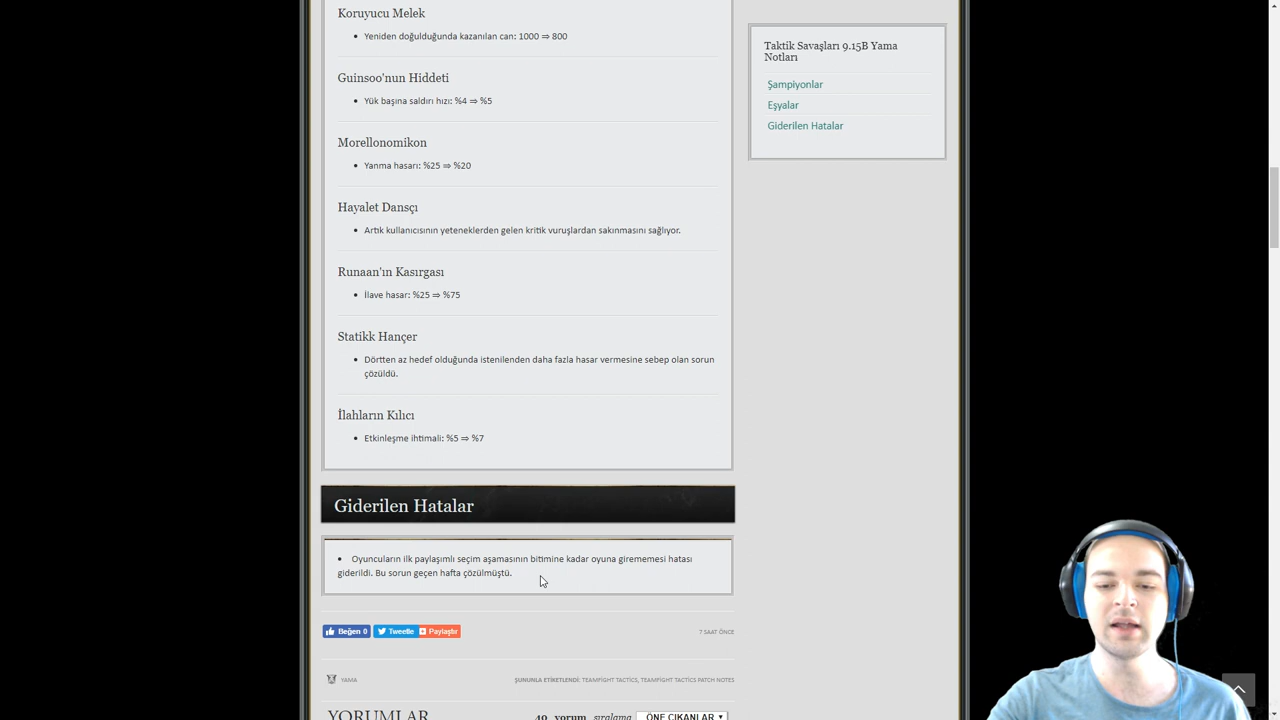 Koruyucu Melek
• Yeniden doğulduğunda kazanılan can: 1000 ⇒ 800
Guinsoo'nun Hiddeti
• Yük başına saldırı hızı: %4 ⇒ %5
Morellonomikon
• Yanma hasarı: %25 ⇒ %20
Hayalet Dansçı
• Artık kullanıcısının yeteneklerden gelen kritik vuruşlardan sakınmasını sağlıyor.
Runaan'ın Kasırgası
• İlave hasar: %25 ⇒ %75
Statikk Hançer
• Dörtten az hedef olduğunda istenilenden daha fazla hasar vermesine sebep olan sorun
çözüldü.
İlahların Kılıcı
• Etkinleşme ihtimali: %5 ⇒ %7
Giderilen Hatalar
• Oyuncuların ilk paylaşımlı seçim aşamasının bitimine kadar oyuna girememesi hatası
giderildi. Bu sorun geçen hafta çözülmüştü.
Beğen 0 Tweetle Paylaştır
7 SAAT ÖNCE
YAMA
ŞUNUNLA ETİKETLENDİ: TEAMFIGHT TACTICS, TEAMFIGHT TACTICS PATCH NOTES
YORUMLAR
40 yorum sıralama ÖNE ÇIKANLAR ▾
Taktik Savaşları 9.15B Yama
Notları
Şampiyonlar
Eşyalar
Giderilen Hatalar